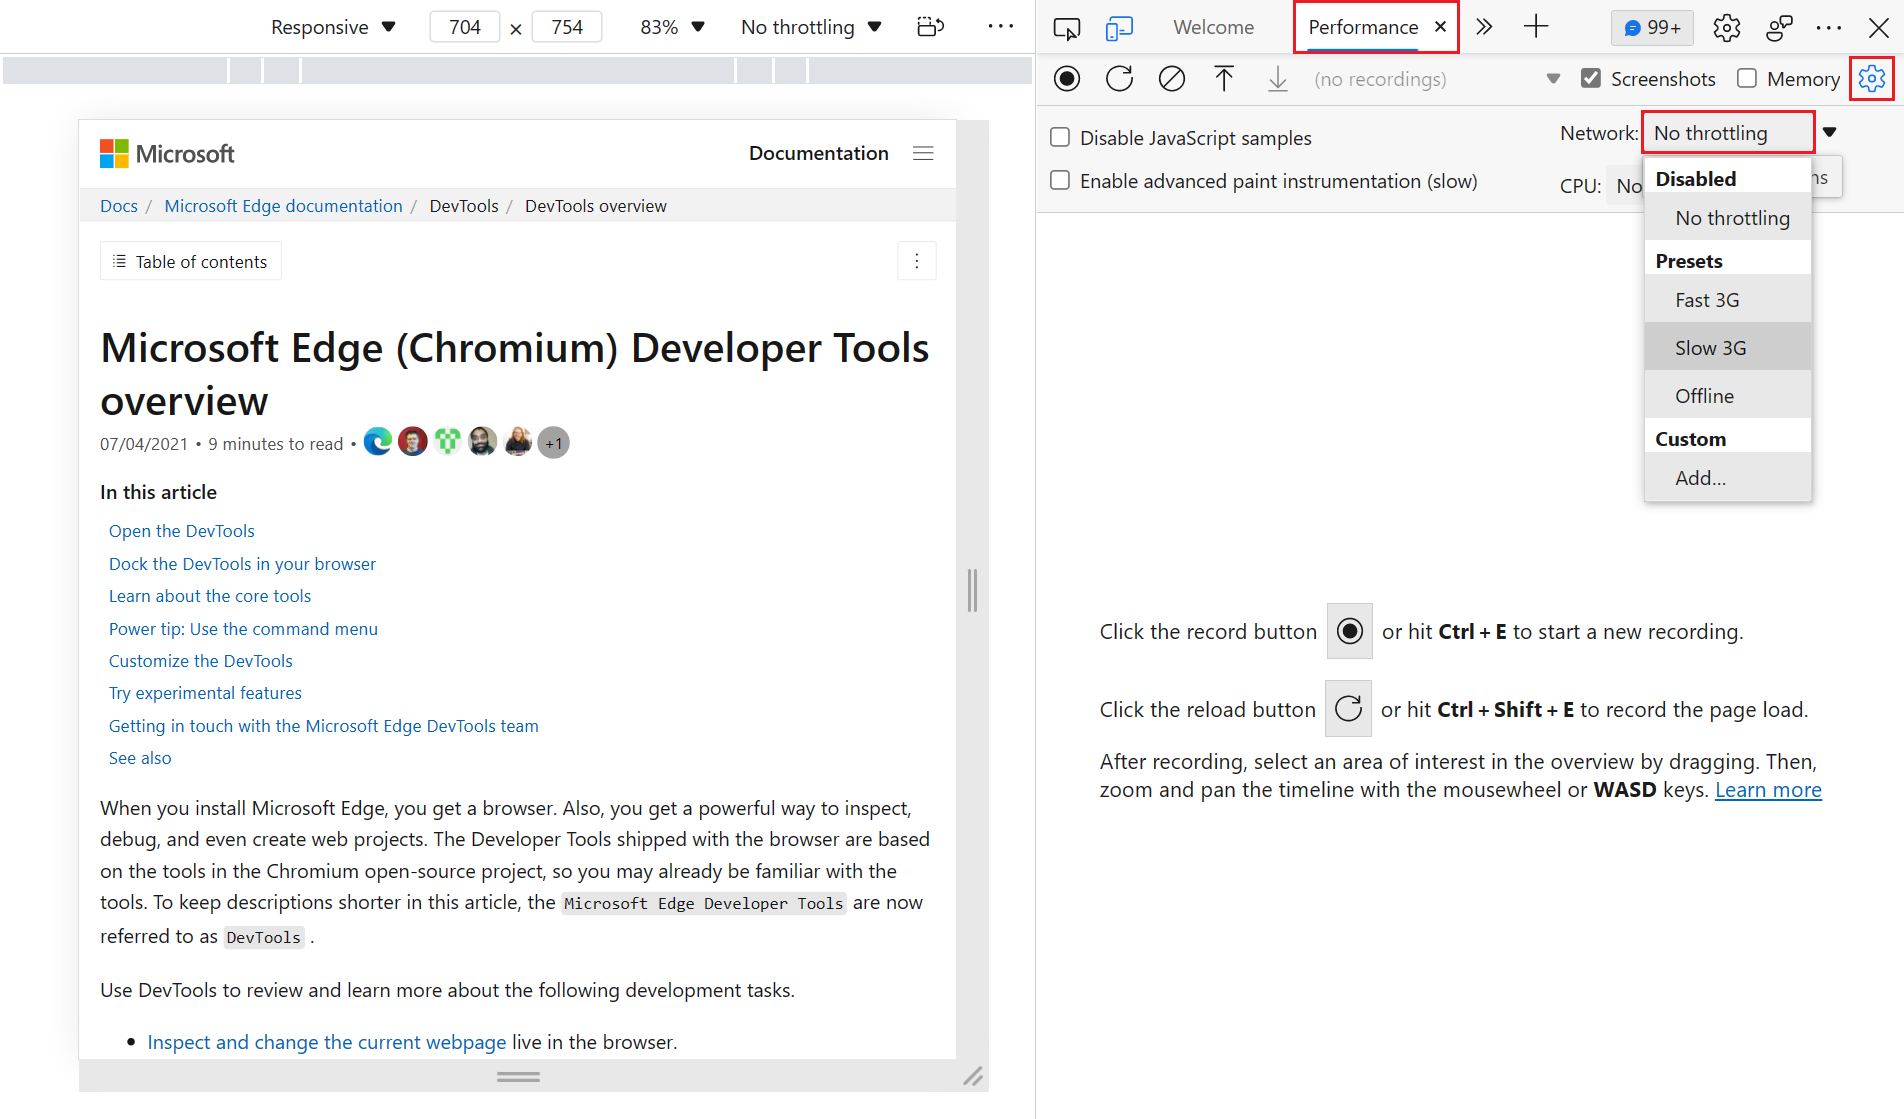 Responsive 704 × 754 83% No throttling
Welcome Performance 99+
(no recordings) Screenshots Memory
Disable JavaScript samples
Enable advanced paint instrumentation (slow)
Network: No throttling
CPU: No
ns
Disabled
No throttling
Presets
Fast 3G
Slow 3G
Offline
Custom
Add...
Microsoft Documentation
Docs / Microsoft Edge documentation / DevTools / DevTools overview
Table of contents
Microsoft Edge (Chromium) Developer Tools
overview
07/04/2021 • 9 minutes to read • +1
In this article
Open the DevTools
Dock the DevTools in your browser
Learn about the core tools
Power tip: Use the command menu
Customize the DevTools
Try experimental features
Getting in touch with the Microsoft Edge DevTools team
See also
When you install Microsoft Edge, you get a browser. Also, you get a powerful way to inspect,
debug, and even create web projects. The Developer Tools shipped with the browser are based
on the tools in the Chromium open-source project, so you may already be familiar with the
tools. To keep descriptions shorter in this article, the Microsoft Edge Developer Tools are now
referred to as DevTools .
Use DevTools to review and learn more about the following development tasks.
• Inspect and change the current webpage live in the browser.
Click the record button or hit Ctrl + E to start a new recording.
Click the reload button or hit Ctrl + Shift + E to record the page load.
After recording, select an area of interest in the overview by dragging. Then,
zoom and pan the timeline with the mousewheel or WASD keys. Learn more